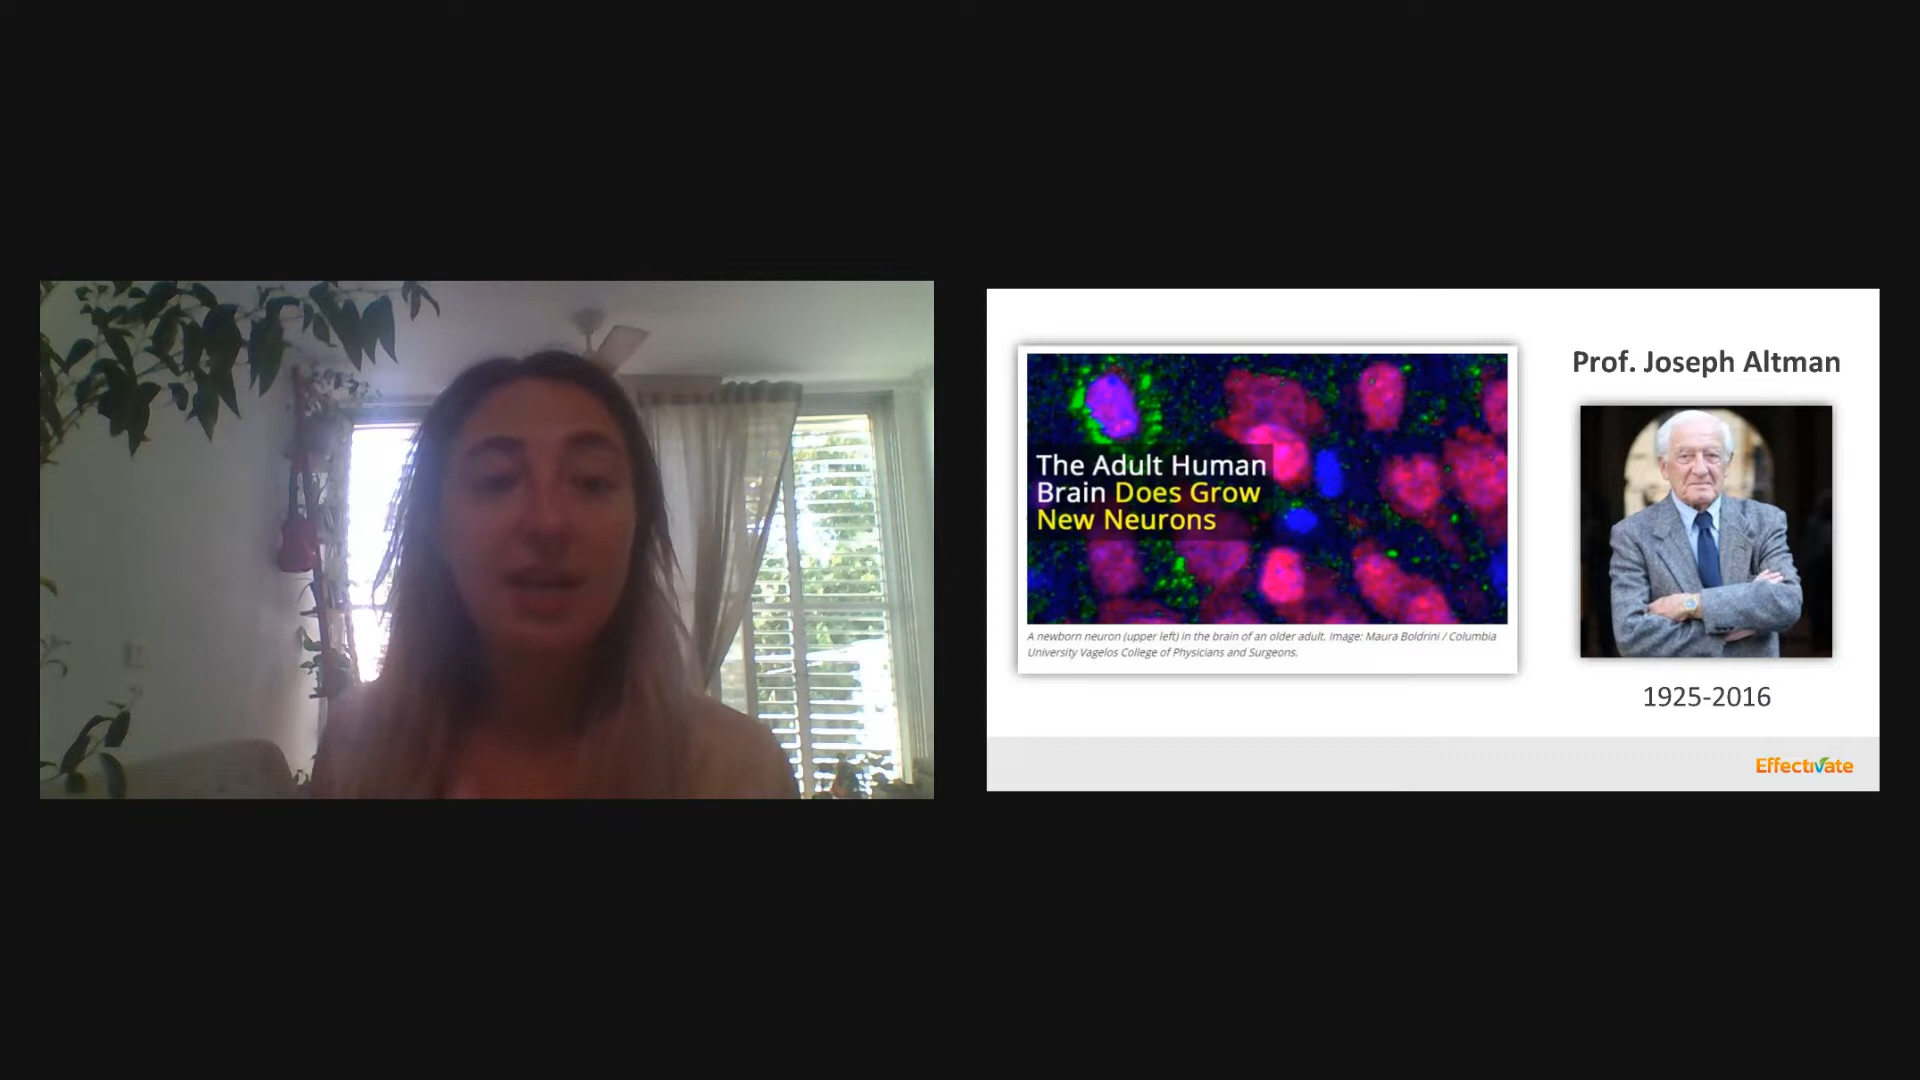 The Adult Human
Brain Does Grow
New Neurons
A newborn neuron (upper left) in the brain of an older adult. Image: Maura Boldrini / Columbia
University Vagelos College of Physicians and Surgeons.
Prof. Joseph Altman
1925-2016
Effectivate